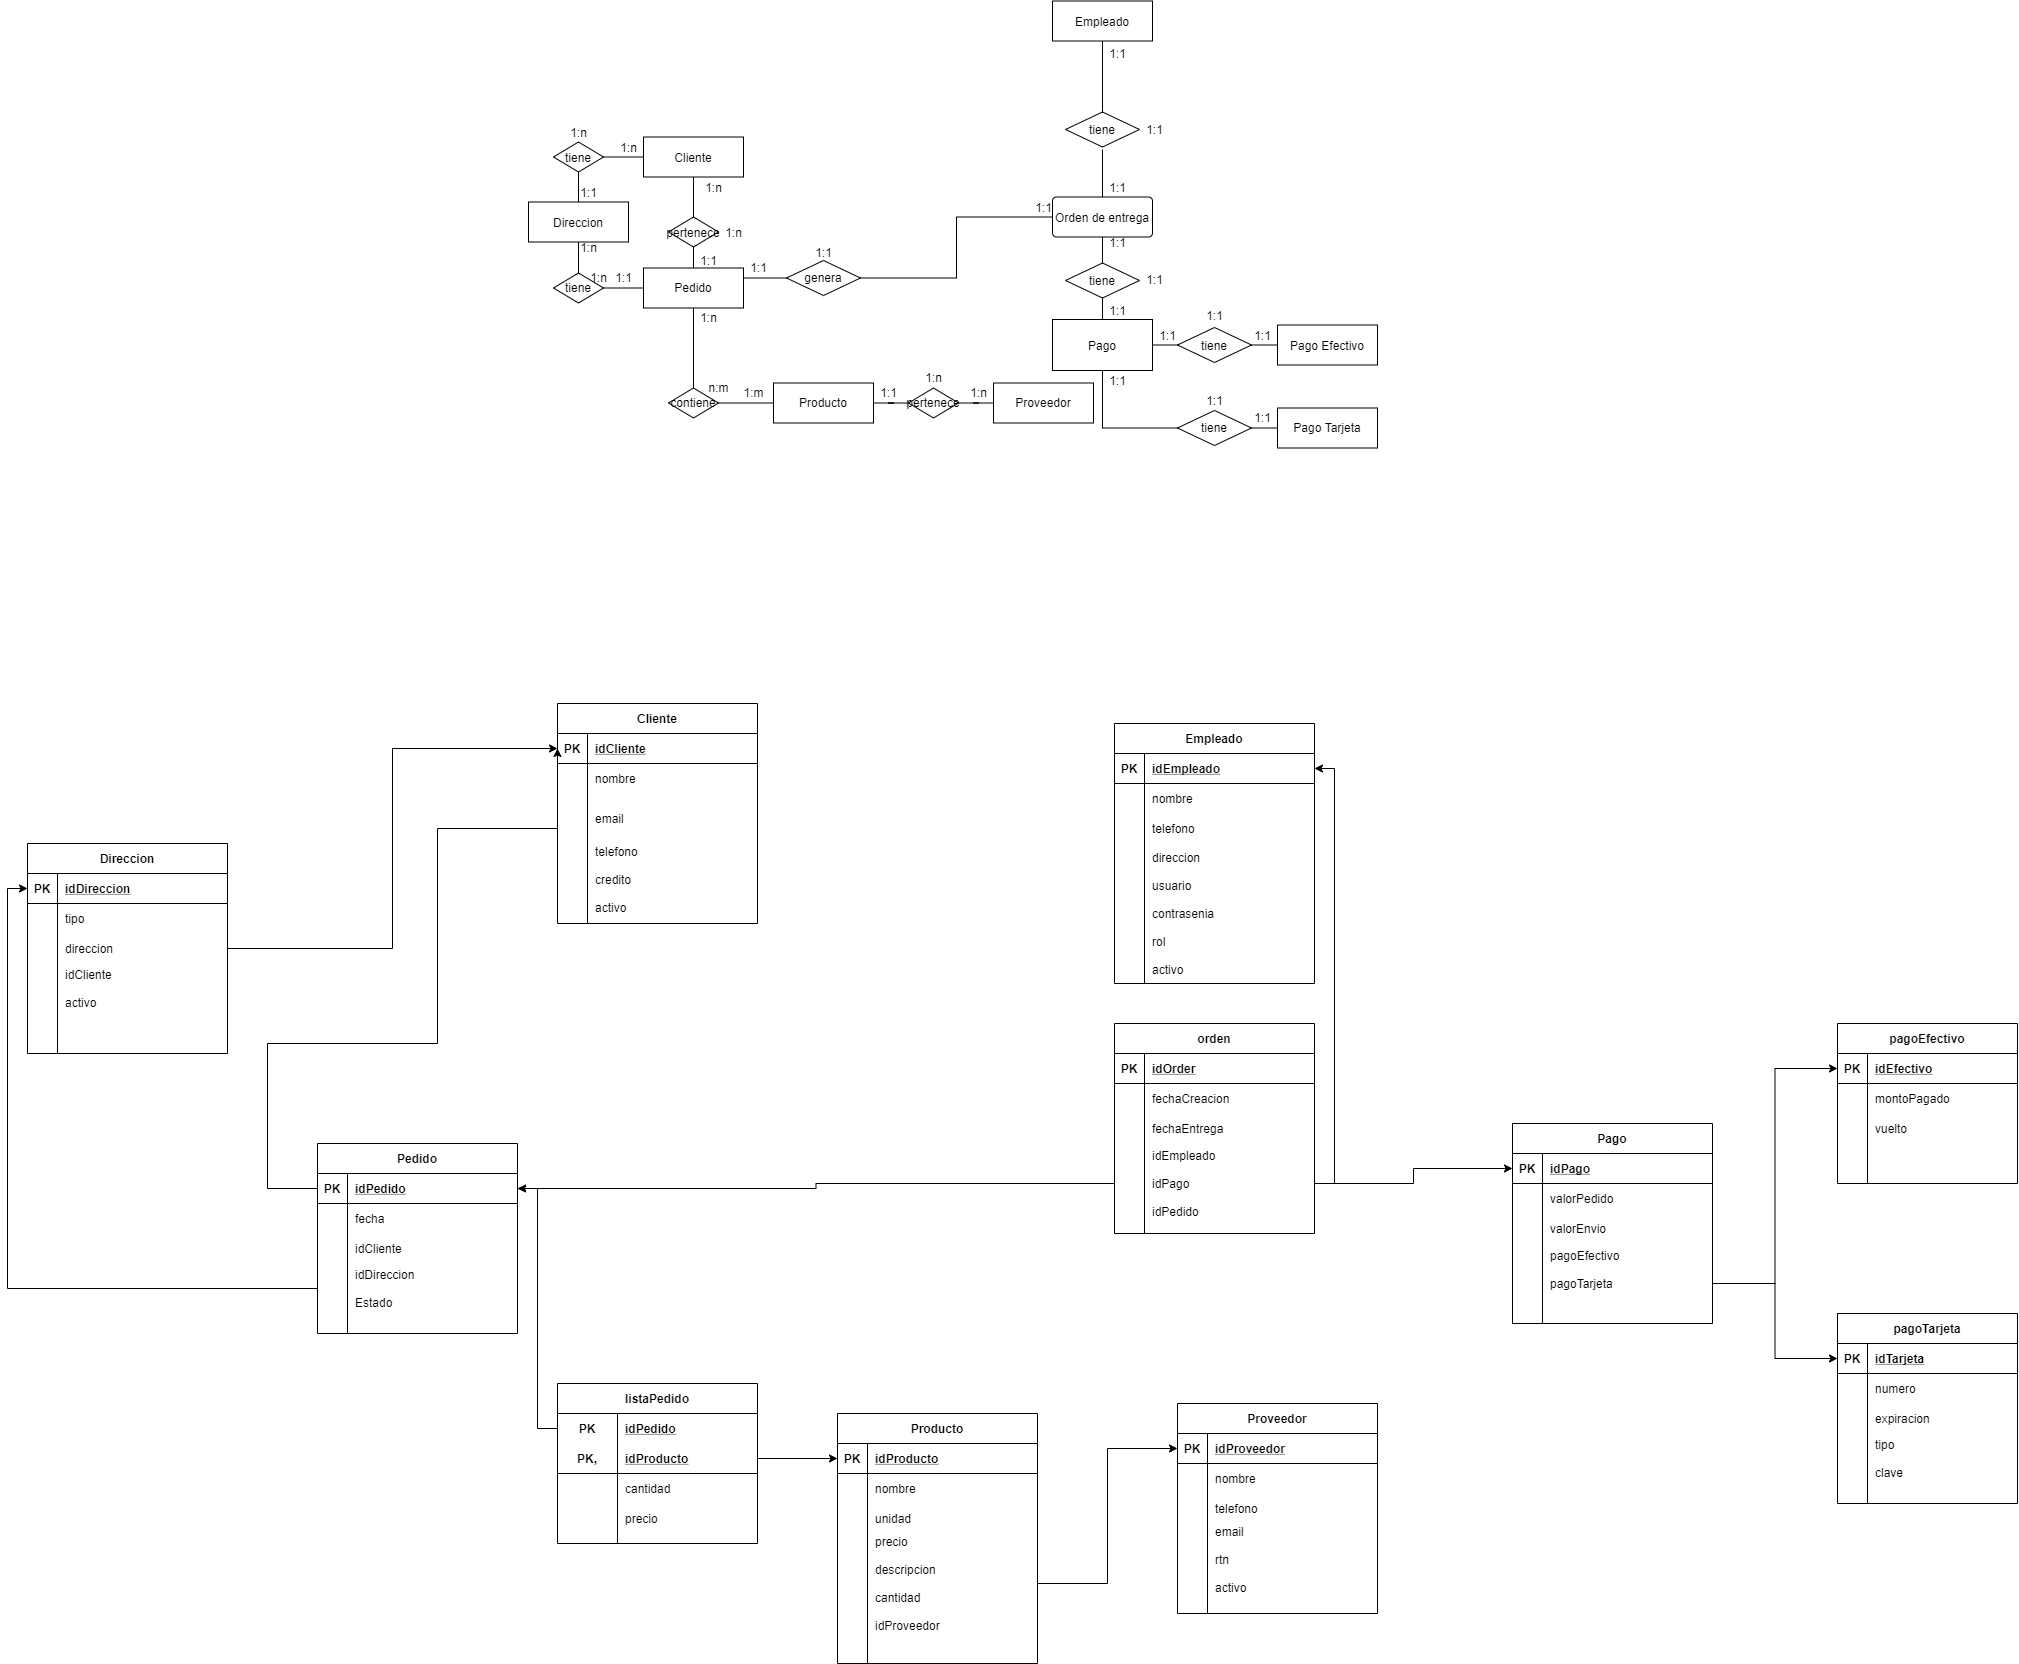 Empleado
1:1
tiene
1:1
1:1
Orden de entrega
1:1
1:1
tiene
1:1
1:1
Pago
1:1
1:1
tiene
1:1
Pago Efectivo
1:1
1:1
tiene
1:1
Pago Tarjeta
1:n
tiene
1:n
Cliente
1:1
Direccion
1:n
tiene
1:n
1:1
1:n
pertenece
1:n
1:1
Pedido
1:1
1:1
genera
1:n
contiene
n:m
1:m
Producto
1:1
1:n
pertenece
1:n
Proveedor
Cliente
PK
idCliente
nombre
email
telefono
credito
activo
Empleado
PK
idEmpleado
nombre
telefono
direccion
usuario
contrasenia
rol
activo
Direccion
PK
idDireccion
tipo
direccion
idCliente
activo
orden
PK
idOrder
fechaCreacion
fechaEntrega
idEmpleado
idPago
idPedido
pagoEfectivo
PK
idEfectivo
montoPagado
vuelto
Pago
PK
idPago
valorPedido
valorEnvio
pagoEfectivo
pagoTarjeta
Pedido
PK
idPedido
fecha
idCliente
idDireccion
Estado
pagoTarjeta
PK
idTarjeta
numero
expiracion
tipo
clave
listaPedido
PK
idPedido
PK,
idProducto
cantidad
precio
Producto
PK
idProducto
nombre
unidad
precio
descripcion
cantidad
idProveedor
Proveedor
PK
idProveedor
nombre
telefono
email
rtn
activo